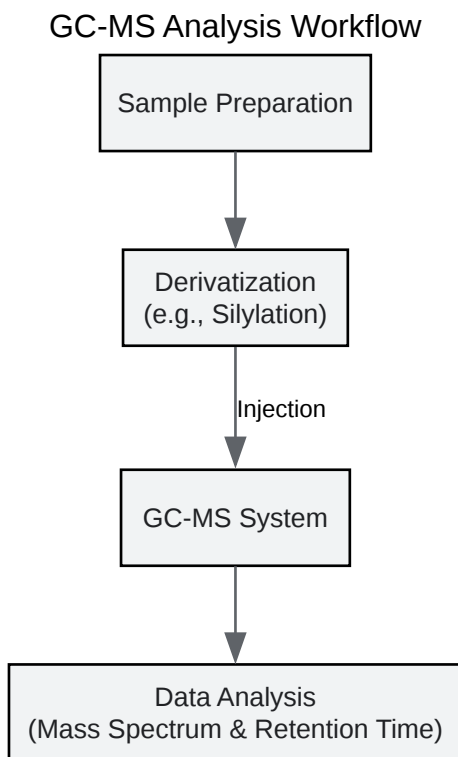 GC-MS Analysis Workflow
Sample Preparation
Derivatization
(e.g., Silylation)
Injection
GC-MS System
Data Analysis
(Mass Spectrum & Retention Time)